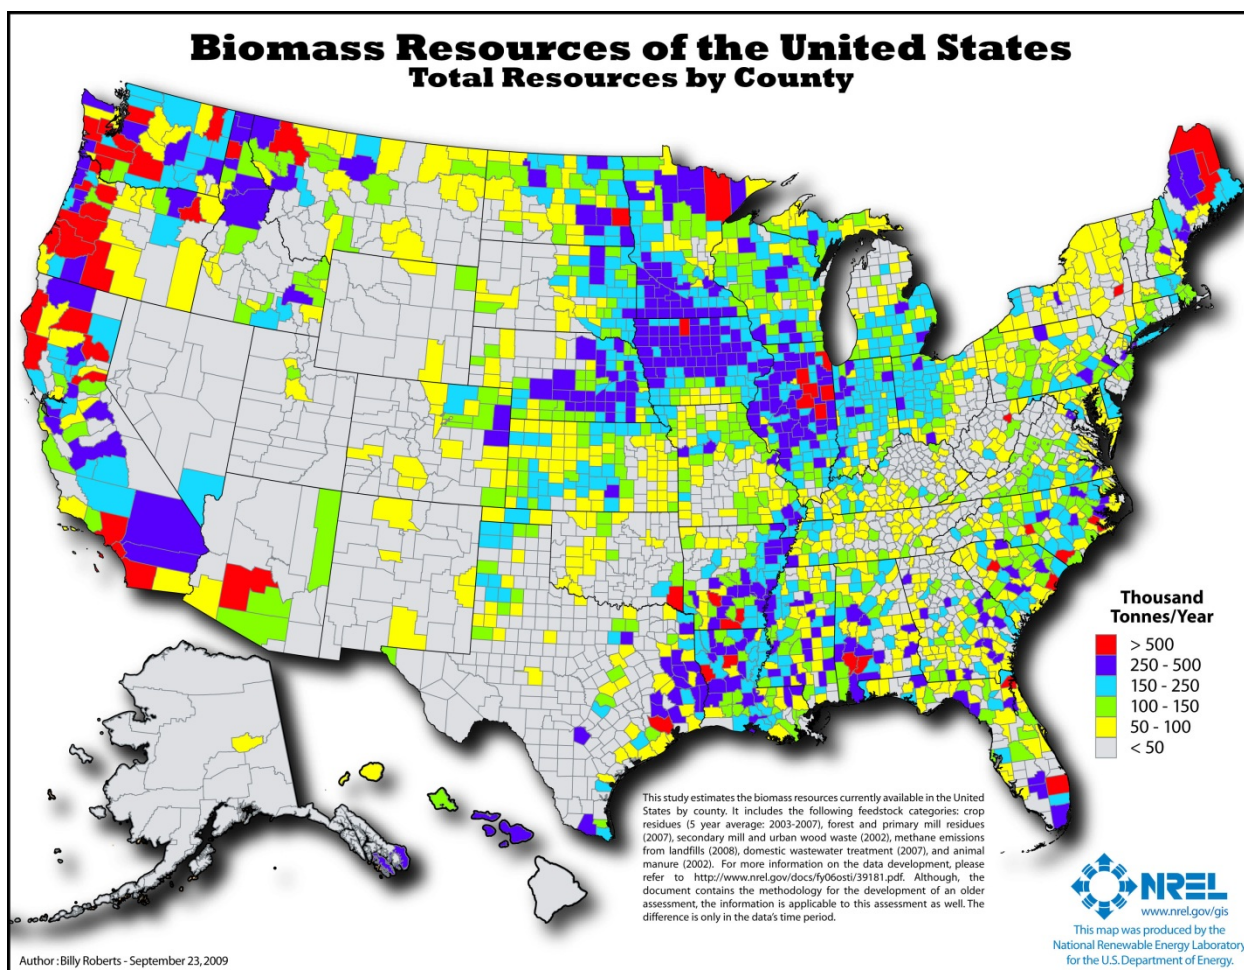 Biomass Resources of the United States
Total Resources by County
Thousand
Tonnes/Year
> 500
250 - 500
150 - 250
100 - 150
50 - 100
< 50
This study estimates the biomass resources currently available in the United
States by county. It includes the following feedstock categories: crop
residues (5 year average: 2003-2007), forest and primary mill residues
(2007), secondary mill and urban wood waste (2002), methane emissions
from landfills (2008), domestic wastewater treatment (2007), and animal
manure (2002). For more information on the data development, please
refer to http://www.nrel.gov/docs/fy06osti/39181.pdf. Although, the
document contains the methodology for the development of an older
assessment, the information is applicable to this assessment as well. The
difference is only in the data's time period.
NREL
www.nrel.gov/gis
This map was produced by the
National Renewable Energy Laboratory
for the U.S. Department of Energy.
Author : Billy Roberts - September 23, 2009